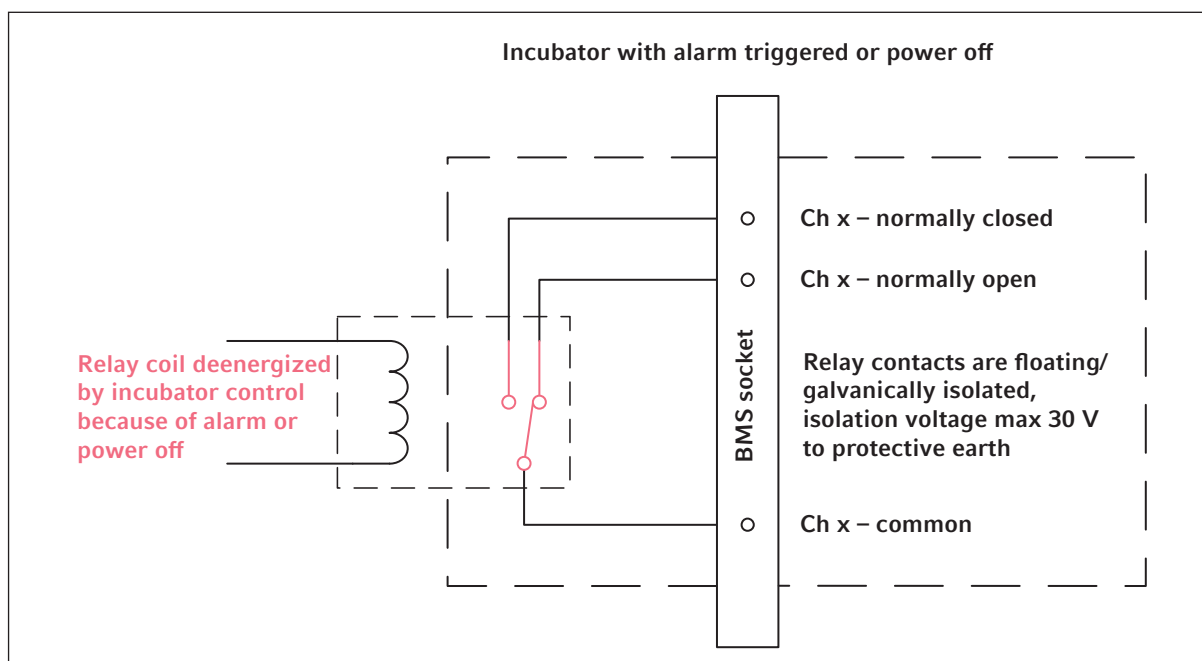 Incubator with alarm triggered or power off
Ch x – normally closed
Ch x – normally open
Relay coil deenergized
by incubator control
because of alarm or
power off
BMS socket
Relay contacts are floating/
galvanically isolated,
isolation voltage max 30 V
to protective earth
Ch x – common